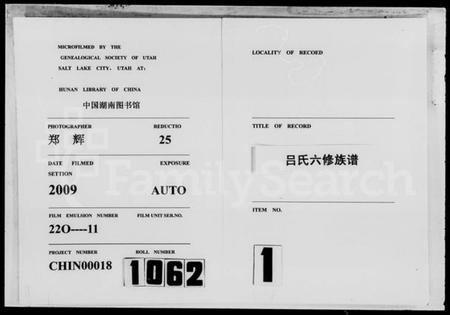 MICROFILMED BY THE
GENEALOGICAL SOCIETY OF UTAH
SALT LAKE CITY, UTAH AT:
HUNAN LIBRARY OF CHINA
中国湖南图书馆
PHOTOGRAPHER REDUCTIO
郑 辉 25
DATE FILMED EXPOSURE
SETTION
2009 AUTO
FILM EMULSION NUMBER FILM UNIT SER.NO.
22O----11
PROJECT NUMBER ROLL NUMBER
CHIN00018 1062
LOCALITY OF RECORD
TITLE OF RECORD
吕氏六修族谱
ITEM NO.
1
FamilySearch